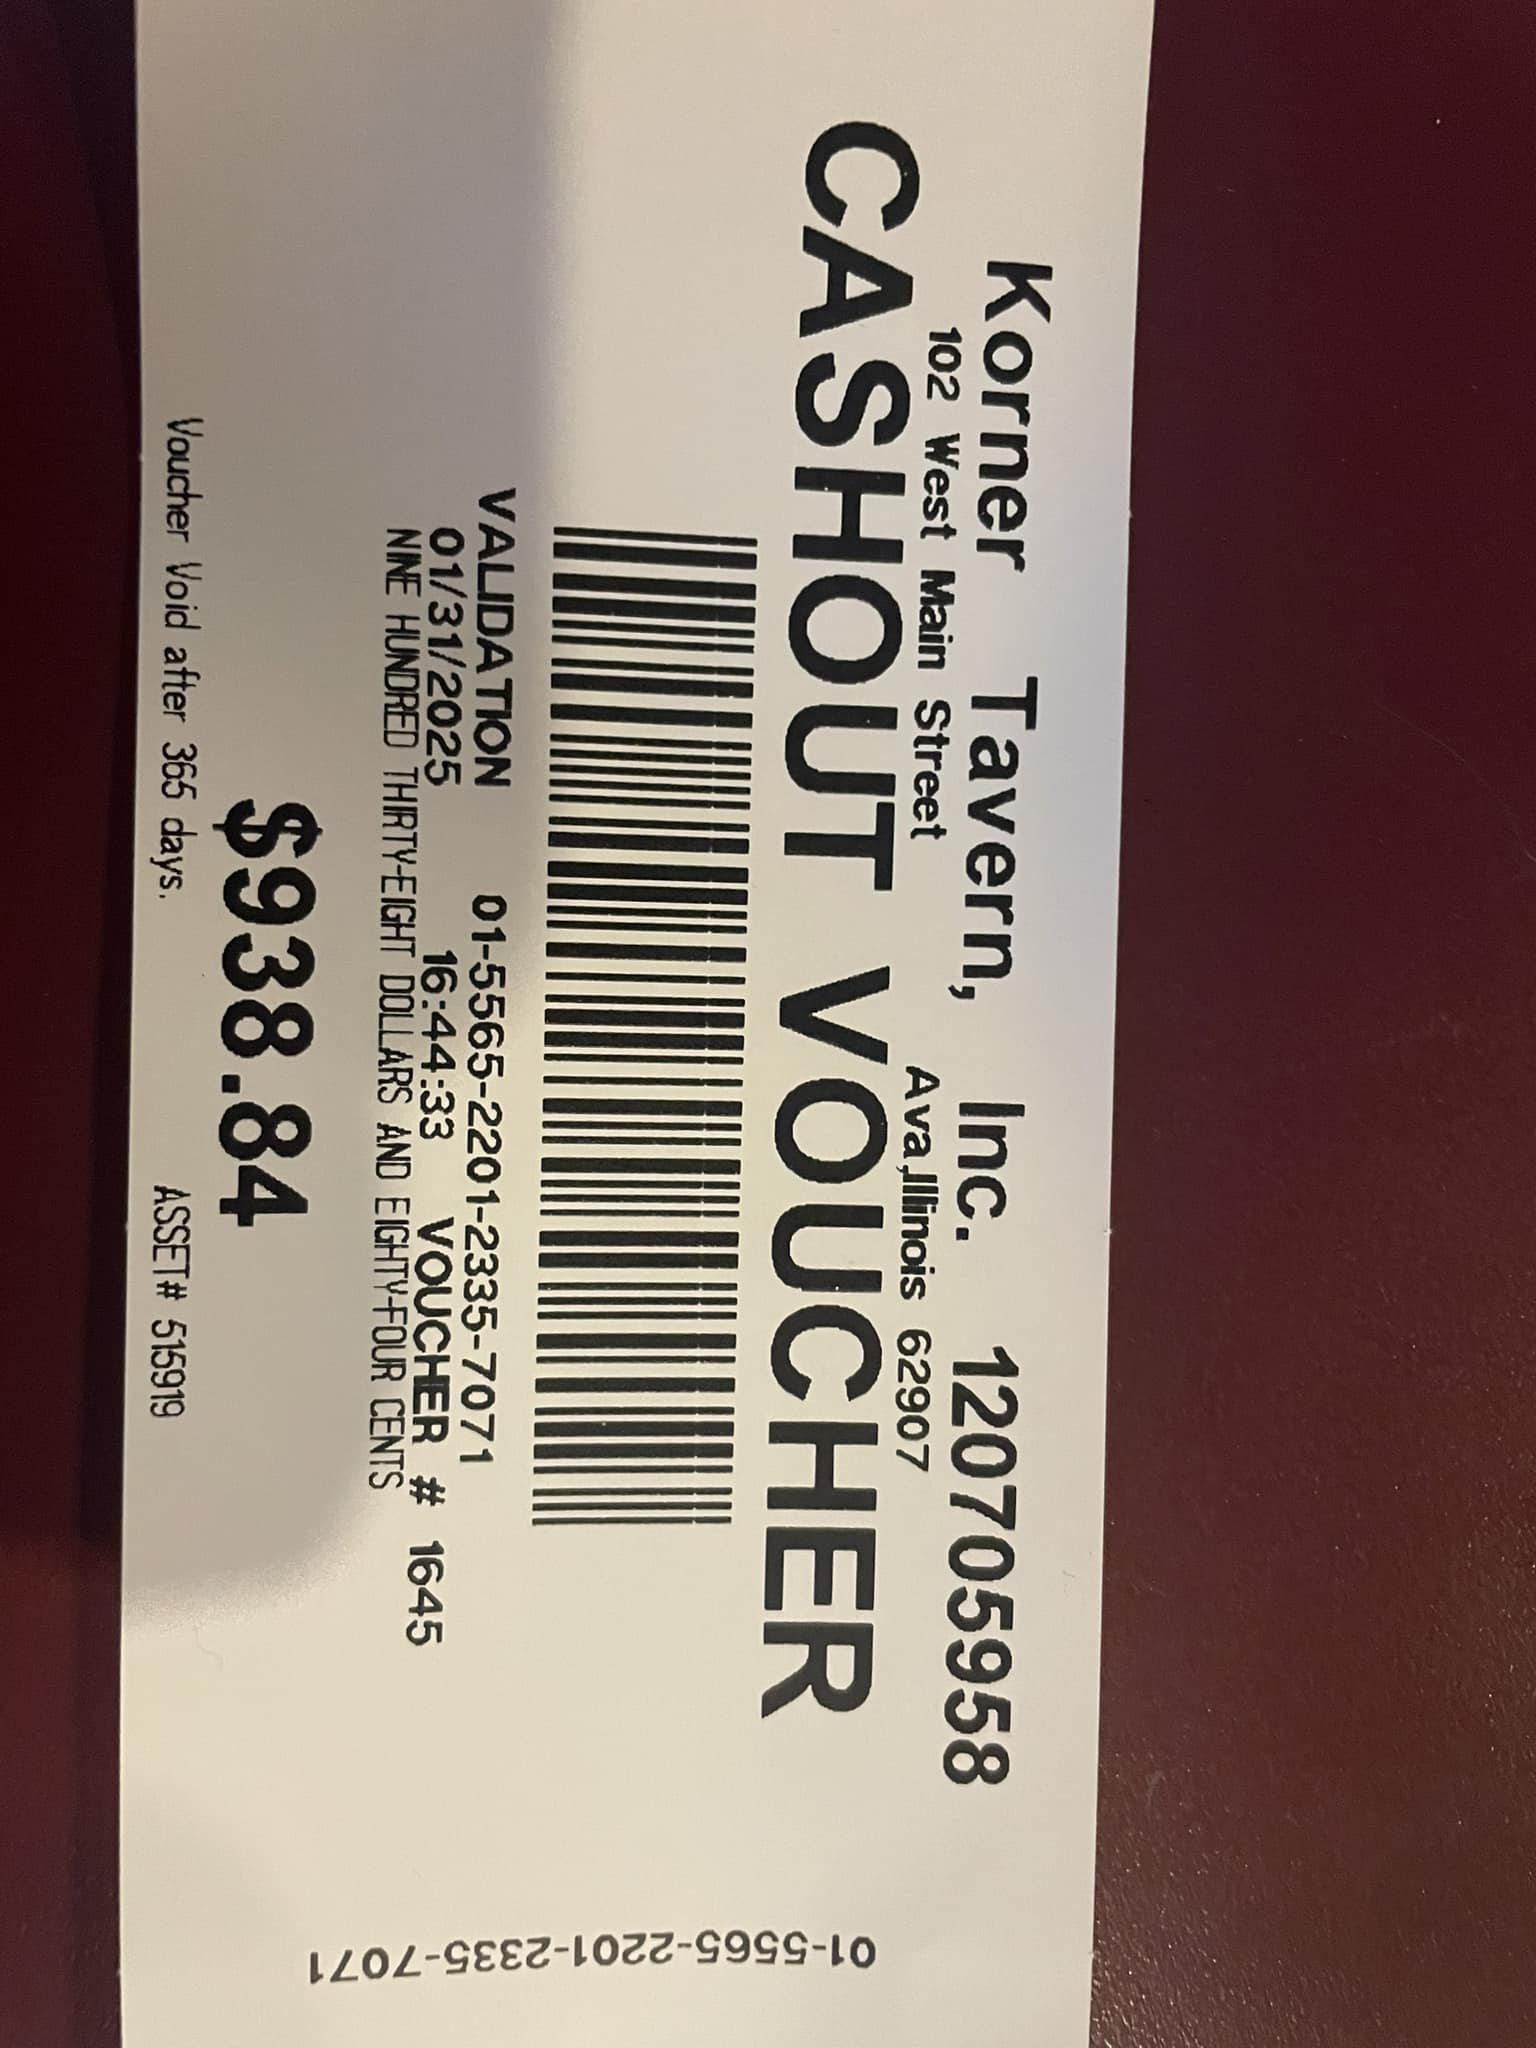 Korner Tavern, Inc. 120705958
102 West Main Street Ava,Illinois 62907
CASHOUT VOUCHER
VALIDATION 01-5565-2201-2335-7071
01/31/2025 16:44:33 VOUCHER # 1645
NINE HUNDRED THIRTY-EIGHT DOLLARS AND EIGHTY-FOUR CENTS
$938.84
Voucher Void after 365 days. ASSET# 515919
01-5565-2201-2335-7071